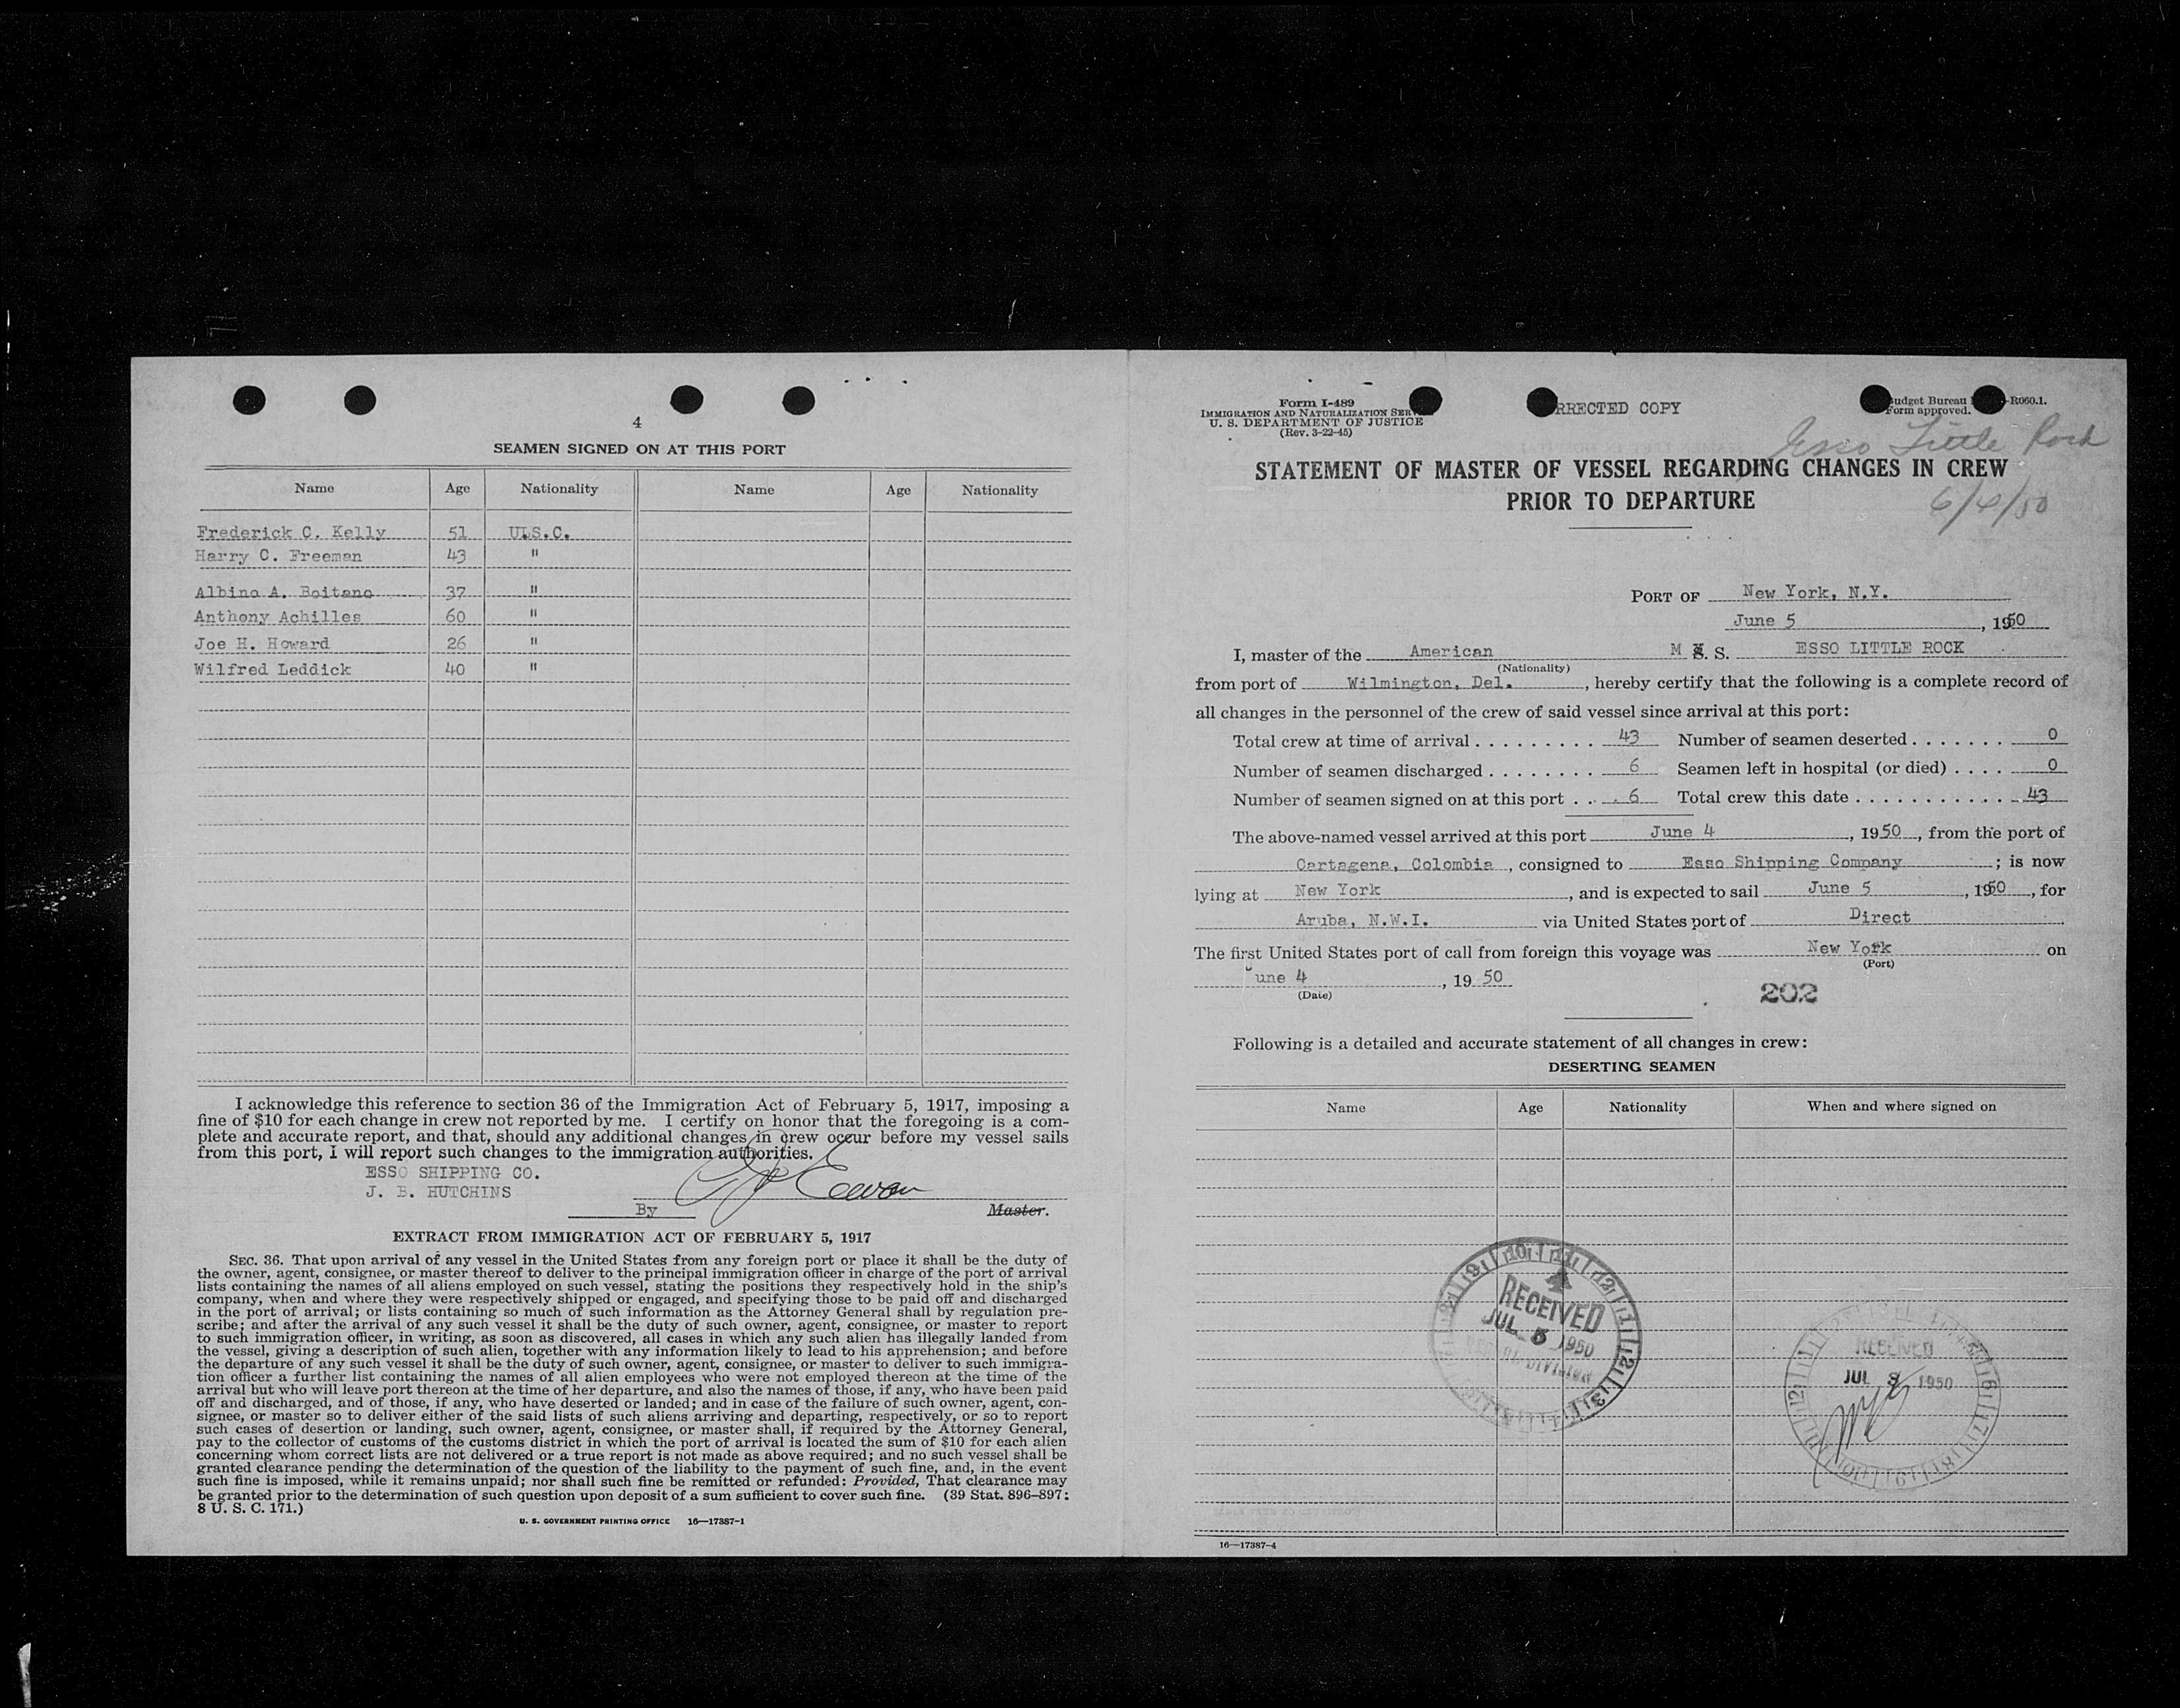 4
SEAMEN SIGNED ON AT THIS PORT
Name Age Nationality Name Age Nationality
Frederick C. Kelly 51 U.S.C.
Harry C. Freeman 43 "
Albino A. Boitano 37 "
Anthony Achilles 60 "
Joe H. Howard 26 "
Wilfred Leddick 40 "
I acknowledge this reference to section 36 of the Immigration Act of February 5, 1917, imposing a
fine of $10 for each change in crew not reported by me. I certify on honor that the foregoing is a com-
plete and accurate report, and that, should any additional changes in crew occur before my vessel sails
from this port, I will report such changes to the immigration authorities.
ESSO SHIPPING CO.
J. B. HUTCHINS
By Master.
EXTRACT FROM IMMIGRATION ACT OF FEBRUARY 5, 1917
SEC. 36. That upon arrival of any vessel in the United States from any foreign port or place it shall be the duty of
the owner, agent, consignee, or master thereof to deliver to the principal immigration officer in charge of the port of arrival
lists containing the names of all aliens employed on such vessel, stating the positions they respectively hold in the ship's
company, when and where they were respectively shipped or engaged, and specifying those to be paid off and discharged
in the port of arrival; or lists containing so much of such information as the Attorney General shall by regulation pre-
scribe; and after the arrival of any such vessel it shall be the duty of such owner, agent, consignee, or master to report
to such immigration officer, in writing, as soon as discovered, all cases in which any such alien has illegally landed from
the vessel, giving a description of such alien, together with any information likely to lead to his apprehension; and before
the departure of any such vessel it shall be the duty of such owner, agent, consignee, or master to deliver to such immigra-
tion officer a further list containing the names of all alien employees who were not employed thereon at the time of the
arrival but who will leave port thereon at the time of her departure, and also the names of those, if any, who have been paid
off and discharged, and of those, if any, who have deserted or landed; and in case of the failure of such owner, agent, con-
signee, or master so to deliver either of the said lists of such aliens arriving and departing, respectively, or so to report
such cases of desertion or landing, such owner, agent, consignee, or master shall, if required by the Attorney General,
pay to the collector of customs of the customs district in which the port of arrival is located the sum of $10 for each alien
concerning whom correct lists are not delivered or a true report is not made as above required; and no such vessel shall be
granted clearance pending the determination of the question of the liability to the payment of such fine, and, in the event
such fine is imposed, while it remains unpaid; nor shall such fine be remitted or refunded: Provided, That clearance may
be granted prior to the determination of such question upon deposit of a sum sufficient to cover such fine. (39 Stat. 896–897;
8 U. S. C. 171.)
U. S. GOVERNMENT PRINTING OFFICE 16—17387-1
Form I-489
IMMIGRATION AND NATURALIZATION SER
U. S. DEPARTMENT OF JUSTICE
(Rev. 3-22-45)
RRECTED COPY
udget Bureau -R060.1.
Form approved.
Esso Little Rock
STATEMENT OF MASTER OF VESSEL REGARDING CHANGES IN CREW
PRIOR TO DEPARTURE
6/4/50
PORT OF New York, N.Y.
June 5, 1950
I, master of the American M S. S. ESSO LITTLE ROCK
(Nationality)
from port of Wilmington, Del., hereby certify that the following is a complete record of
all changes in the personnel of the crew of said vessel since arrival at this port:
Total crew at time of arrival . . . . . . . . . 43 Number of seamen deserted . . . . . . . 0
Number of seamen discharged . . . . . . . . 6 Seamen left in hospital (or died) . . . . 0
Number of seamen signed on at this port . . . . 6 Total crew this date . . . . . . . . . . . . 43
The above-named vessel arrived at this port June 4, 1950, from the port of
Cartagena, Colombia, consigned to Esso Shipping Company; is now
lying at New York, and is expected to sail June 5, 1950, for
Aruba, N.W.I. via United States port of Direct
The first United States port of call from foreign this voyage was New York on
(Port)
June 4, 19 50
(Date)
202
Following is a detailed and accurate statement of all changes in crew:
DESERTING SEAMEN
Name Age Nationality When and where signed on
RECEIVED
JUL 5 1950
RECEIVED
JUL 1950
16—17387-4